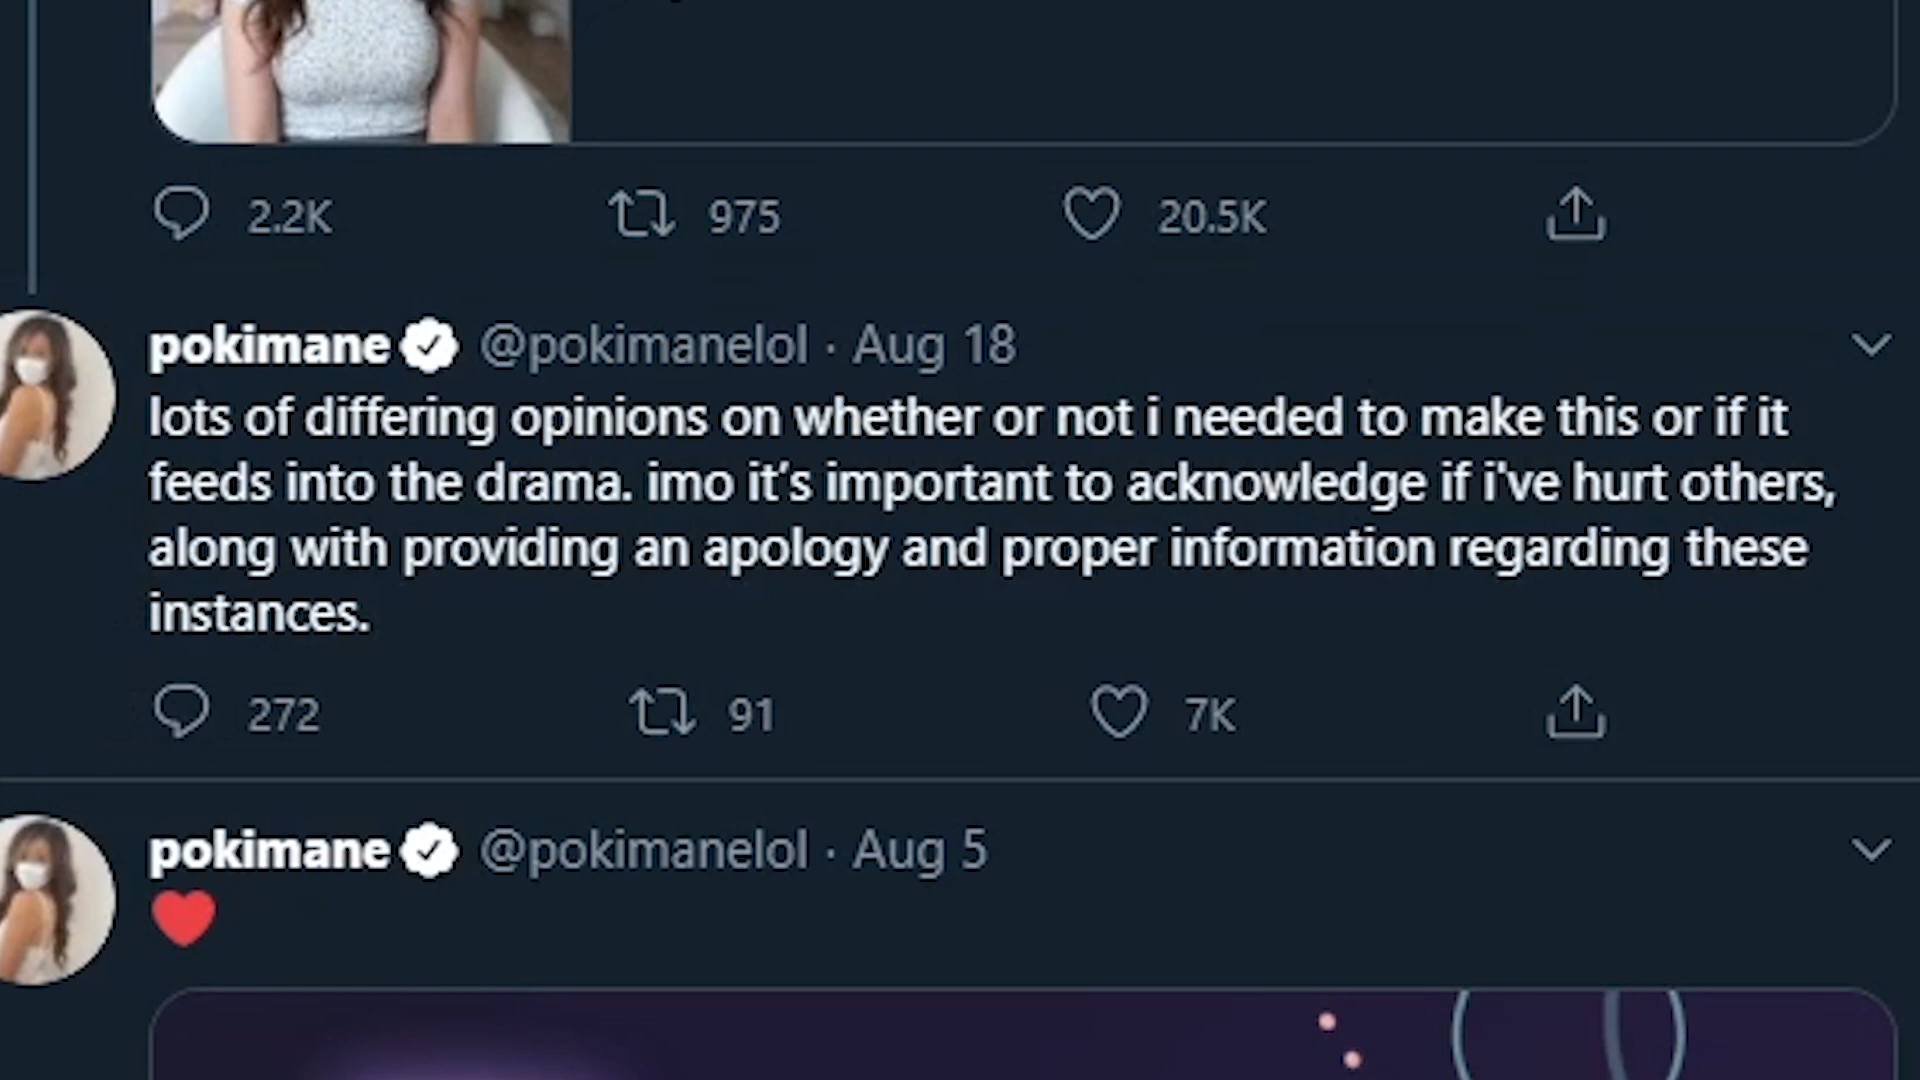 2.2K 975 20.5K
pokimane @pokimanelol · Aug 18
lots of differing opinions on whether or not i needed to make this or if it
feeds into the drama. imo it’s important to acknowledge if i've hurt others,
along with providing an apology and proper information regarding these
instances.
272 91 7K
pokimane @pokimanelol · Aug 5
❤️